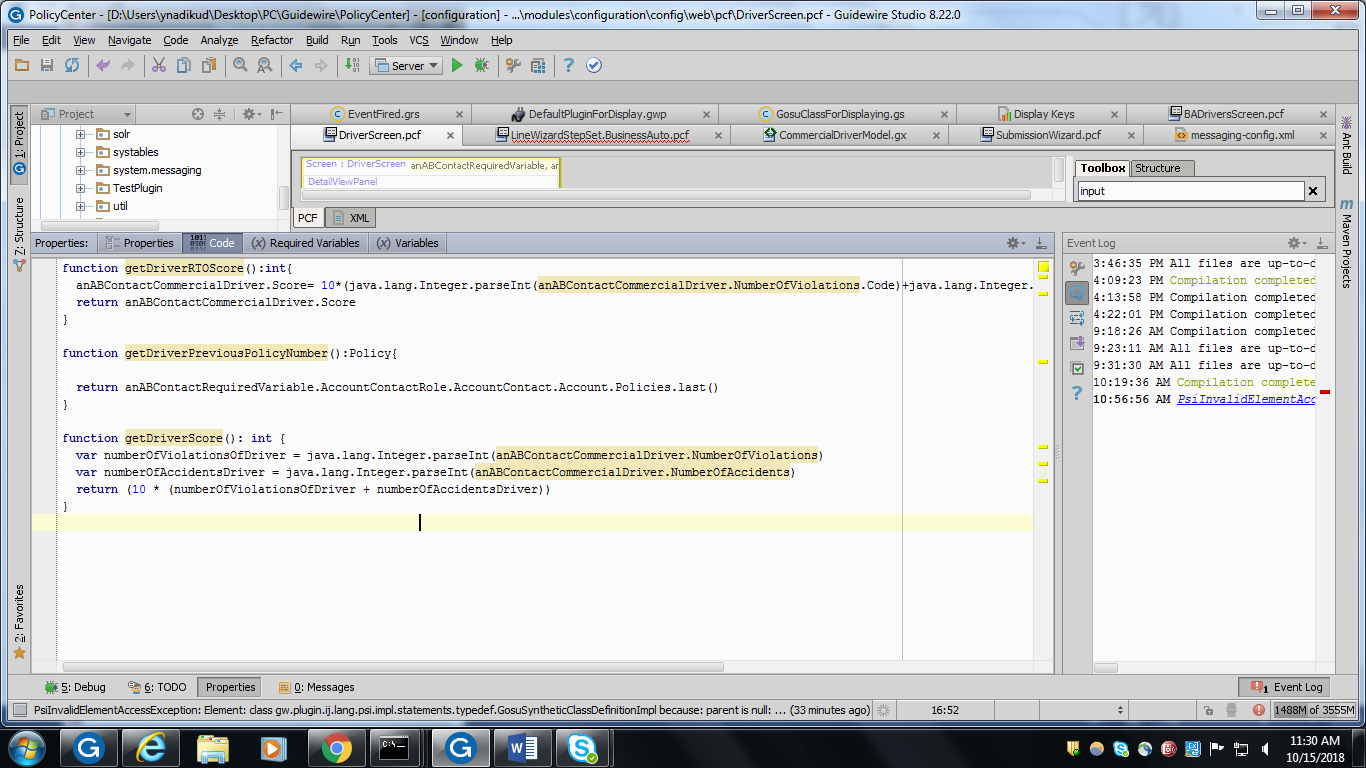 PolicyCenter - [D:\Users\ynadikud\Desktop\PC\Guidewire\PolicyCenter] - [configuration] - ...\modules\configuration\config\web\pcf\DriverScreen.pcf - Guidewire Studio 8.22.0
File Edit View Navigate Code Analyze Refactor Build Run Tools VCS Window Help
Server
Project
EventFired.grs DefaultPluginForDisplay.gwp GosuClassForDisplaying.gs Display Keys BADriversScreen.pcf
DriverScreen.pcf LineWizardStepSet.BusinessAuto.pcf CommercialDriverModel.gx SubmissionWizard.pcf messaging-config.xml
1: Project
Z: Structure
2: Favorites
solr
systables
system.messaging
TestPlugin
util
Screen : DriverScreen anABContactRequiredVariable, ar
DetailViewPanel
PCF XML
Toolbox Structure
input
Ant Build
m Maven Projects
Properties: Properties Code (x) Required Variables (x) Variables
function getDriverRTOScore():int{
anABContactCommercialDriver.Score= 10*(java.lang.Integer.parseInt(anABContactCommercialDriver.NumberOfViolations.Code)+java.lang.Integer.
return anABContactCommercialDriver.Score
}
function getDriverPreviousPolicyNumber():Policy{
return anABContactRequiredVariable.AccountContactRole.AccountContact.Account.Policies.last()
}
function getDriverScore(): int {
var numberOfViolationsOfDriver = java.lang.Integer.parseInt(anABContactCommercialDriver.NumberOfViolations)
var numberOfAccidentsDriver = java.lang.Integer.parseInt(anABContactCommercialDriver.NumberOfAccidents)
return (10 * (numberOfViolationsOfDriver + numberOfAccidentsDriver))
}
Event Log
3:46:35 PM All files are up-to-d
4:09:23 PM Compilation completed
4:13:58 PM Compilation completed
4:22:01 PM Compilation completed
9:18:26 AM Compilation completed
9:23:11 AM All files are up-to-d
9:31:30 AM All files are up-to-d
10:19:36 AM Compilation complete
10:56:56 AM PsiInvalidElementAcc
5: Debug 6: TODO Properties 0: Messages 1 Event Log
PsiInvalidElementAccessException: Element: class gw.plugin.ij.lang.psi.impl.statements.typedef.GosuSyntheticClassDefinitionImpl because: parent is null: ... (33 minutes ago) 16:52 1488M of 3555M
11:30 AM
10/15/2018